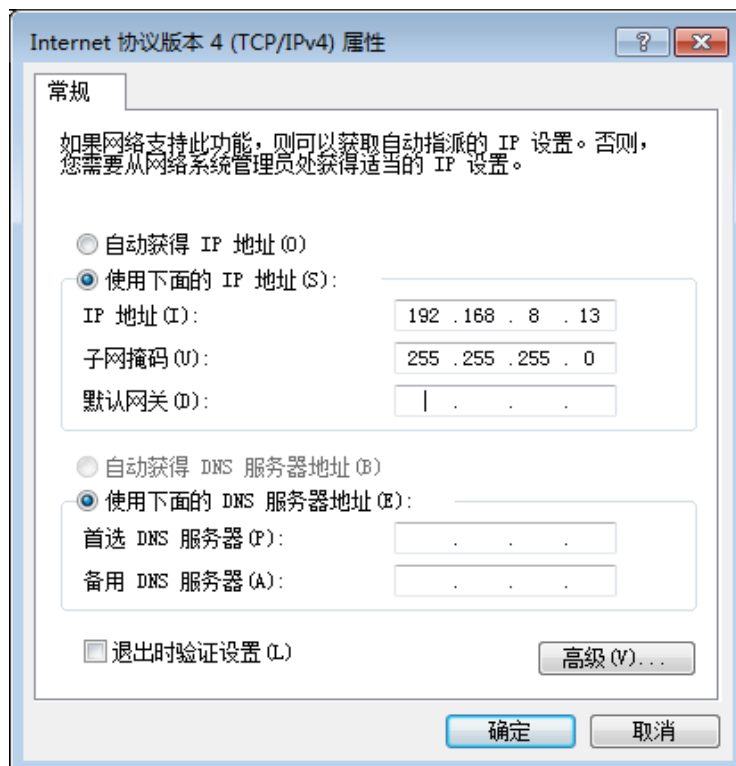 Internet 协议版本 4 (TCP/IPv4) 属性
常规
如果网络支持此功能，则可以获取自动指派的 IP 设置。否则，
您需要从网络系统管理员处获得适当的 IP 设置。
自动获得 IP 地址(O)
使用下面的 IP 地址(S):
IP 地址(I): 192 .168 . 8 . 13
子网掩码(U): 255 .255 .255 . 0
默认网关(D): . . .
自动获得 DNS 服务器地址(B)
使用下面的 DNS 服务器地址(E):
首选 DNS 服务器(P): . . .
备用 DNS 服务器(A): . . .
退出时验证设置(L)
高级(V)...
确定 取消